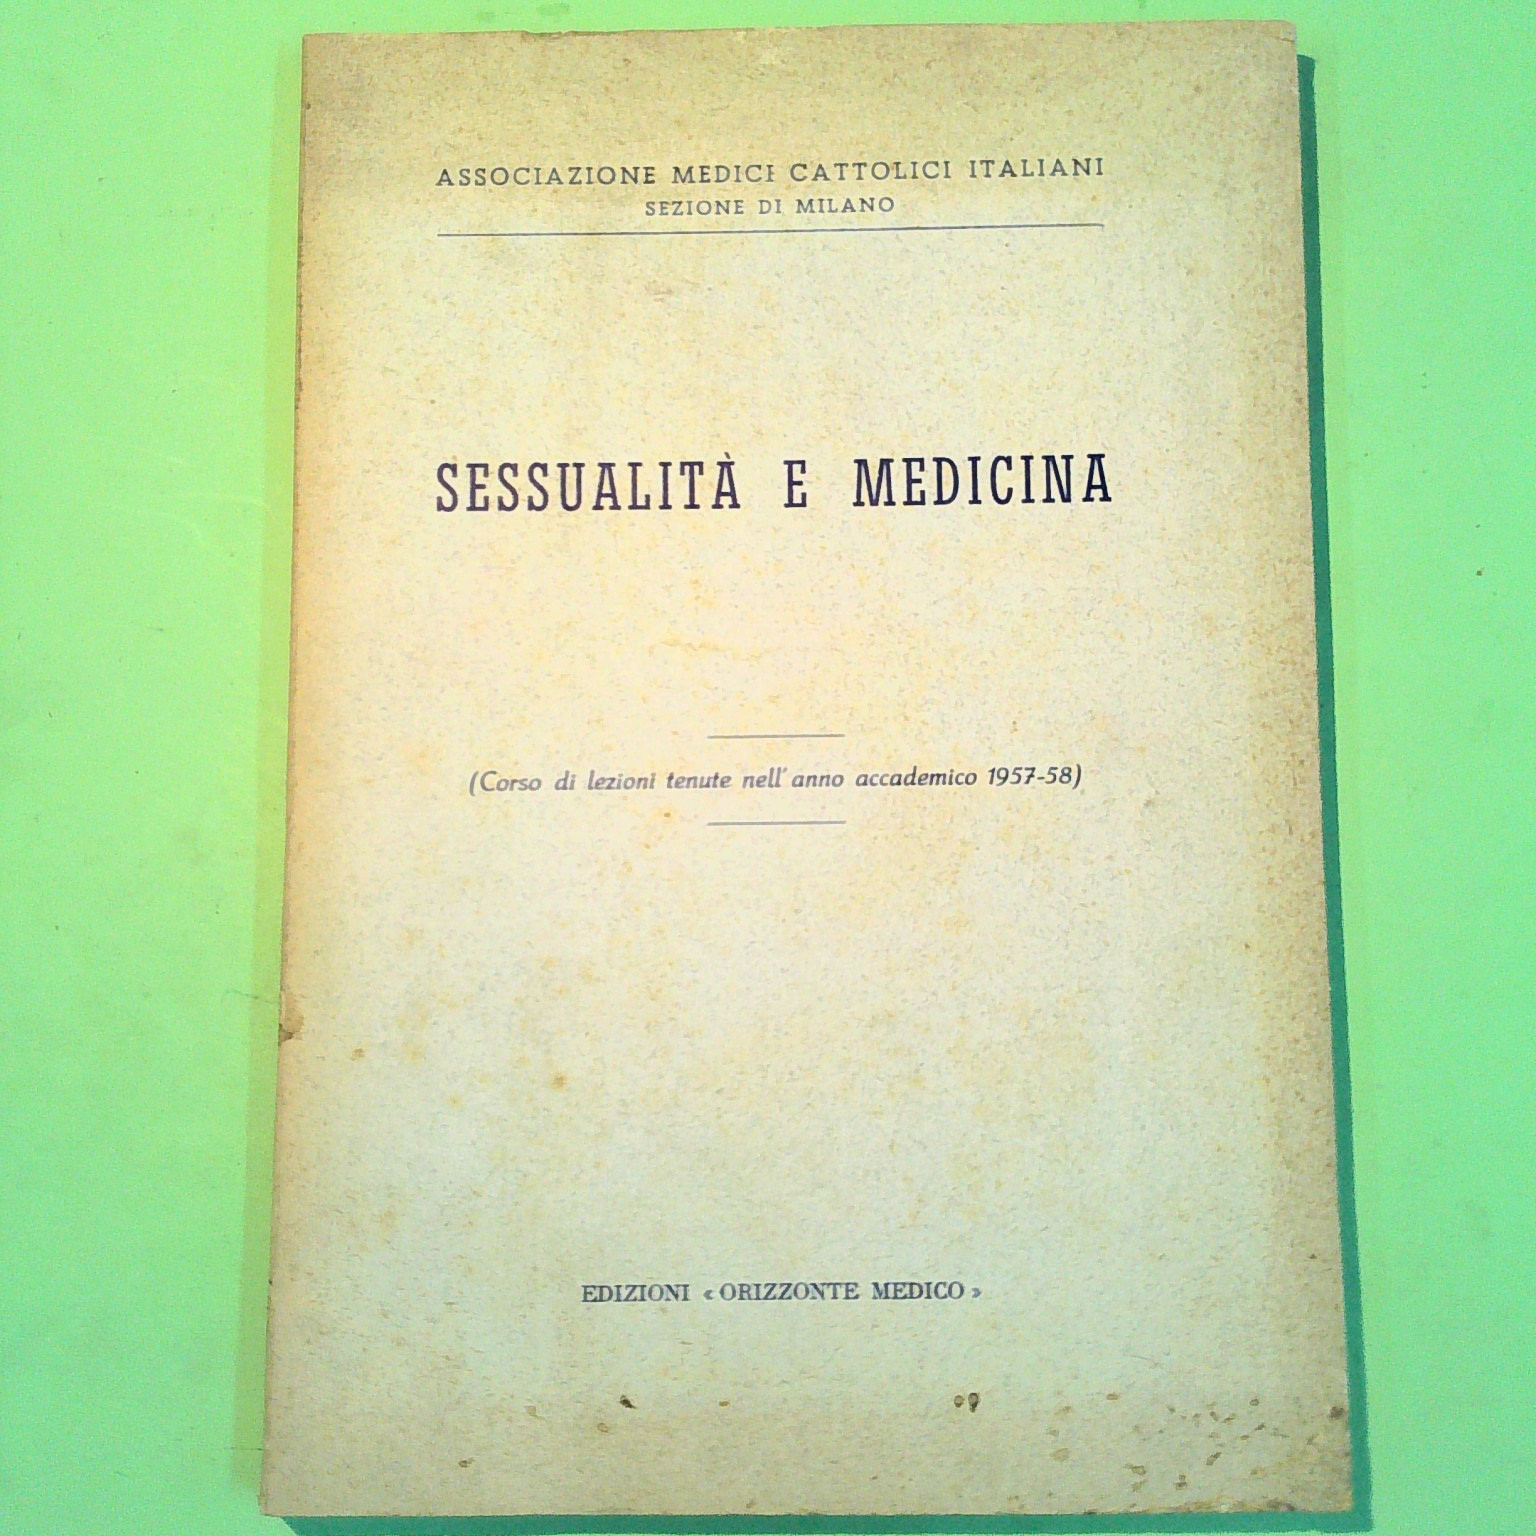 ASSOCIAZIONE MEDICI CATTOLICI ITALIANI
SEZIONE DI MILANO
SESSUALITÀ E MEDICINA
(Corso di lezioni tenute nell'anno accademico 1957-58)
EDIZIONI «ORIZZONTE MEDICO»